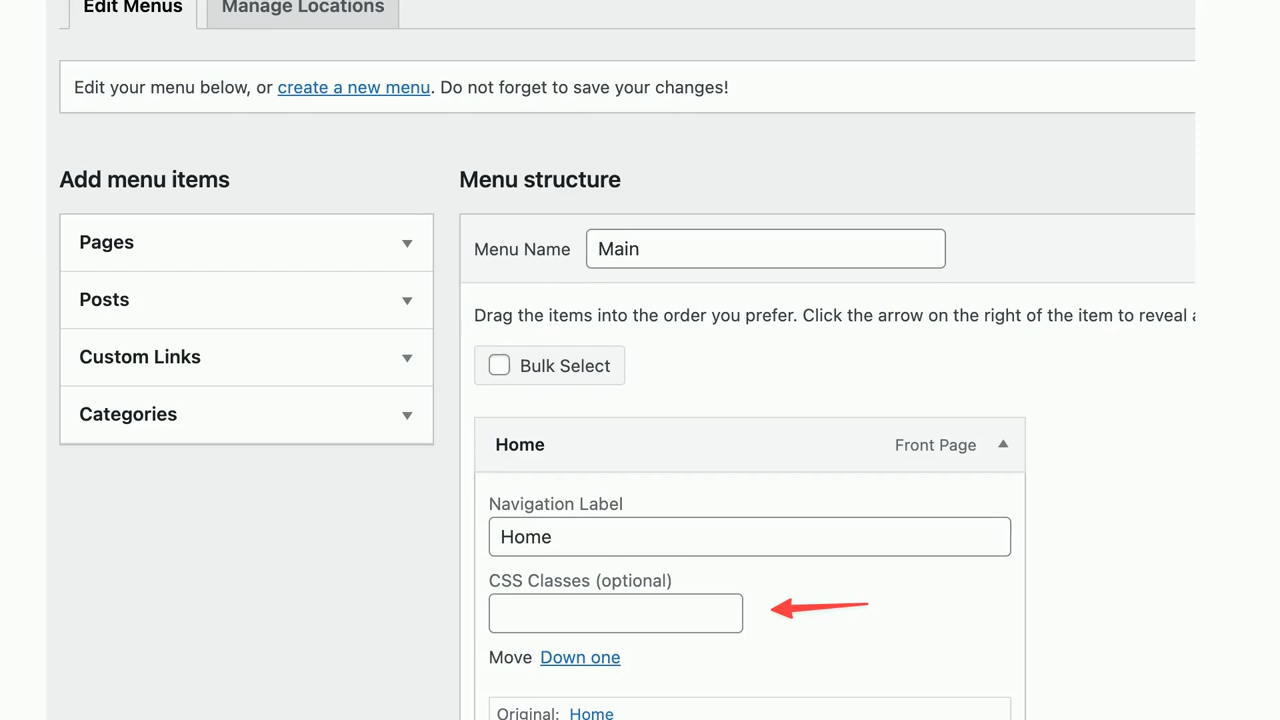 Edit Menus
Manage Locations
Edit your menu below, or create a new menu. Do not forget to save your changes!
Add menu items
Menu structure
Pages
Posts
Custom Links
Categories
Menu Name
Main
Drag the items into the order you prefer. Click the arrow on the right of the item to reveal
Bulk Select
Home
Front Page
Navigation Label
Home
CSS Classes (optional)
Move Down one
Original: Home